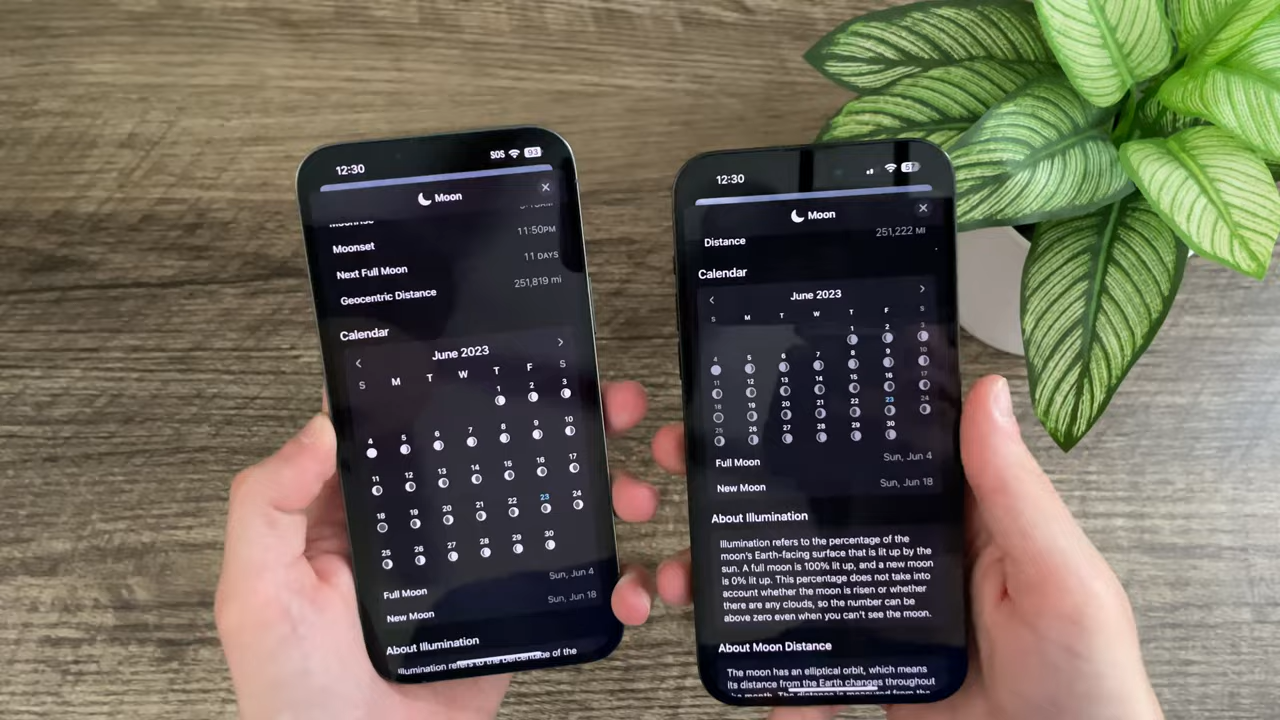 12:30
SOS 93
Moon
Moonset 11:50PM
Next Full Moon 11 DAYS
Geocentric Distance 251,819 mi
Calendar
June 2023
S M T W T F S
1 2 3
4 5 6 7 8 9 10
11 12 13 14 15 16 17
18 19 20 21 22 23 24
25 26 27 28 29 30
Full Moon Sun, Jun 4
New Moon Sun, Jun 18
About Illumination
Illumination refers to the percentage of the
12:30
Moon
Distance 251,222 MI
Calendar
June 2023
S M T W T F S
1 2 3
4 5 6 7 8 9 10
11 12 13 14 15 16 17
18 19 20 21 22 23 24
25 26 27 28 29 30
Full Moon Sun, Jun 4
New Moon Sun, Jun 18
About Illumination
Illumination refers to the percentage of the
moon's Earth-facing surface that is lit up by the
sun. A full moon is 100% lit up, and a new moon
is 0% lit up. This percentage does not take into
account whether the moon is risen or whether
there are any clouds, so the number can be
above zero even when you can't see the moon.
About Moon Distance
The moon has an elliptical orbit, which means
its distance from the Earth changes throughout